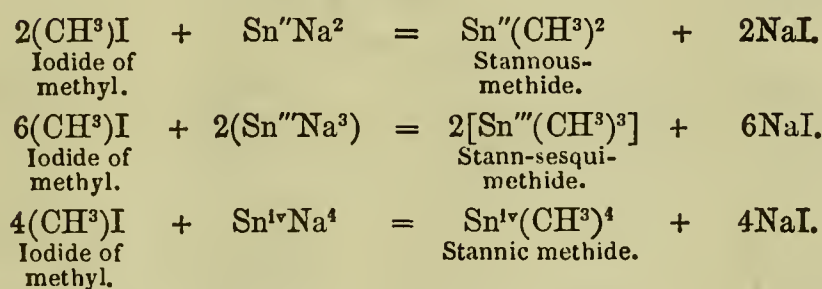 2(CH³)I + Sn″Na² = Sn″(CH³)² + 2NaI.
Iodide of methyl. Stannous-methide.
6(CH³)I + 2(Sn‴Na³) = 2[Sn‴(CH³)³] + 6NaI.
Iodide of methyl. Stann-sesqui-methide.
4(CH³)I + SnⁱᵛNa⁴ = Snⁱᵛ(CH³)⁴ + 4NaI.
Iodide of methyl. Stannic methide.